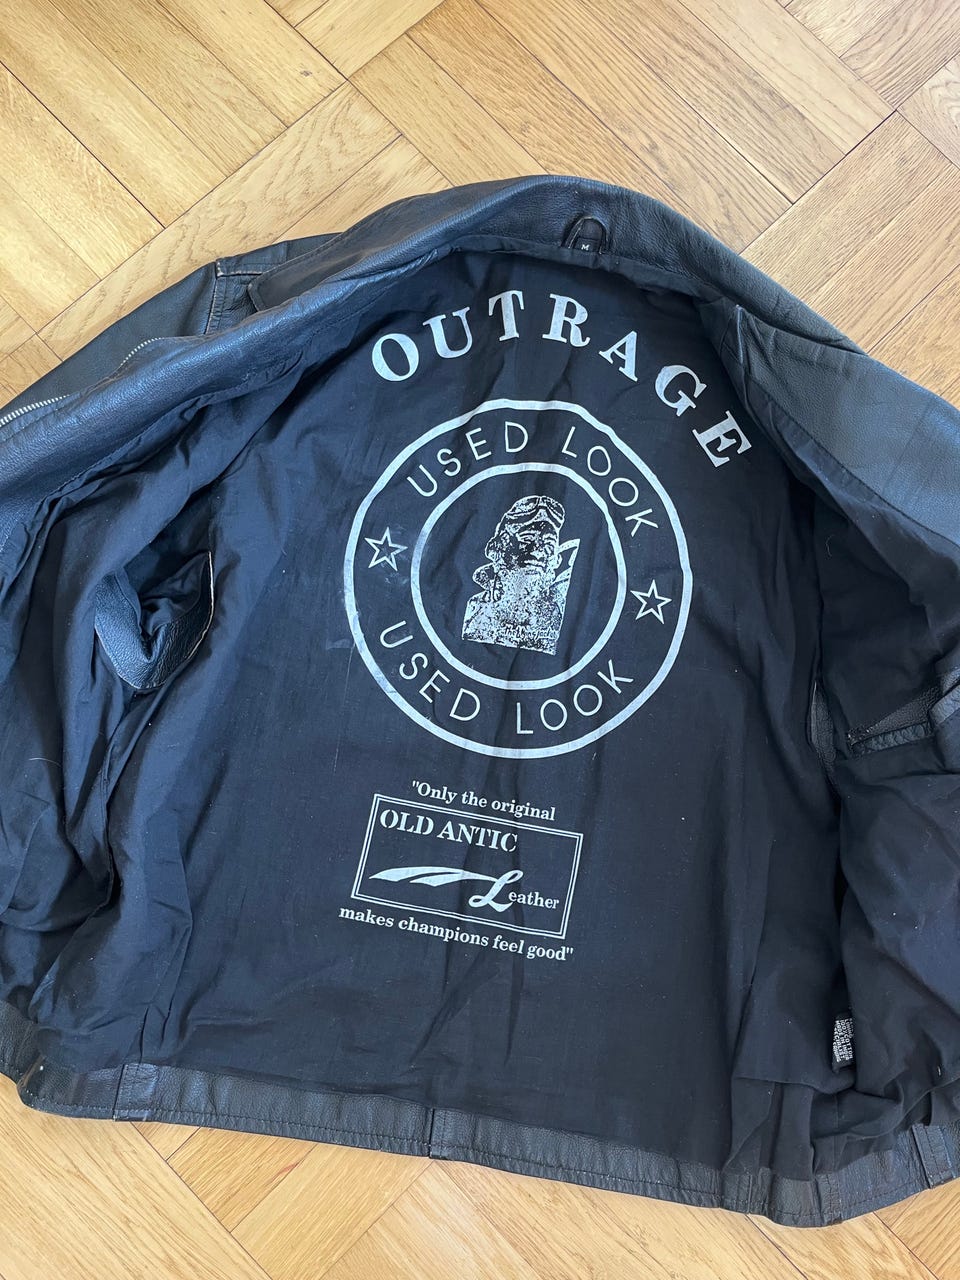 M
OUTRAGE
USED LOOK
USED LOOK
"Only the original
OLD ANTIC
Leather
makes champions feel good"